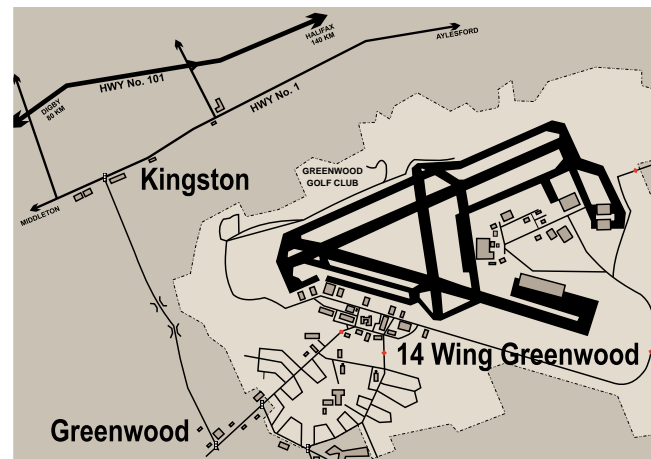 HALIFAX
140 KM
AYLESFORD
HWY No. 101
DIGBY
80 KM
HWY No. 1
GREENWOOD
GOLF CLUB
Kingston
MIDDLETON
14 Wing Greenwood
Greenwood